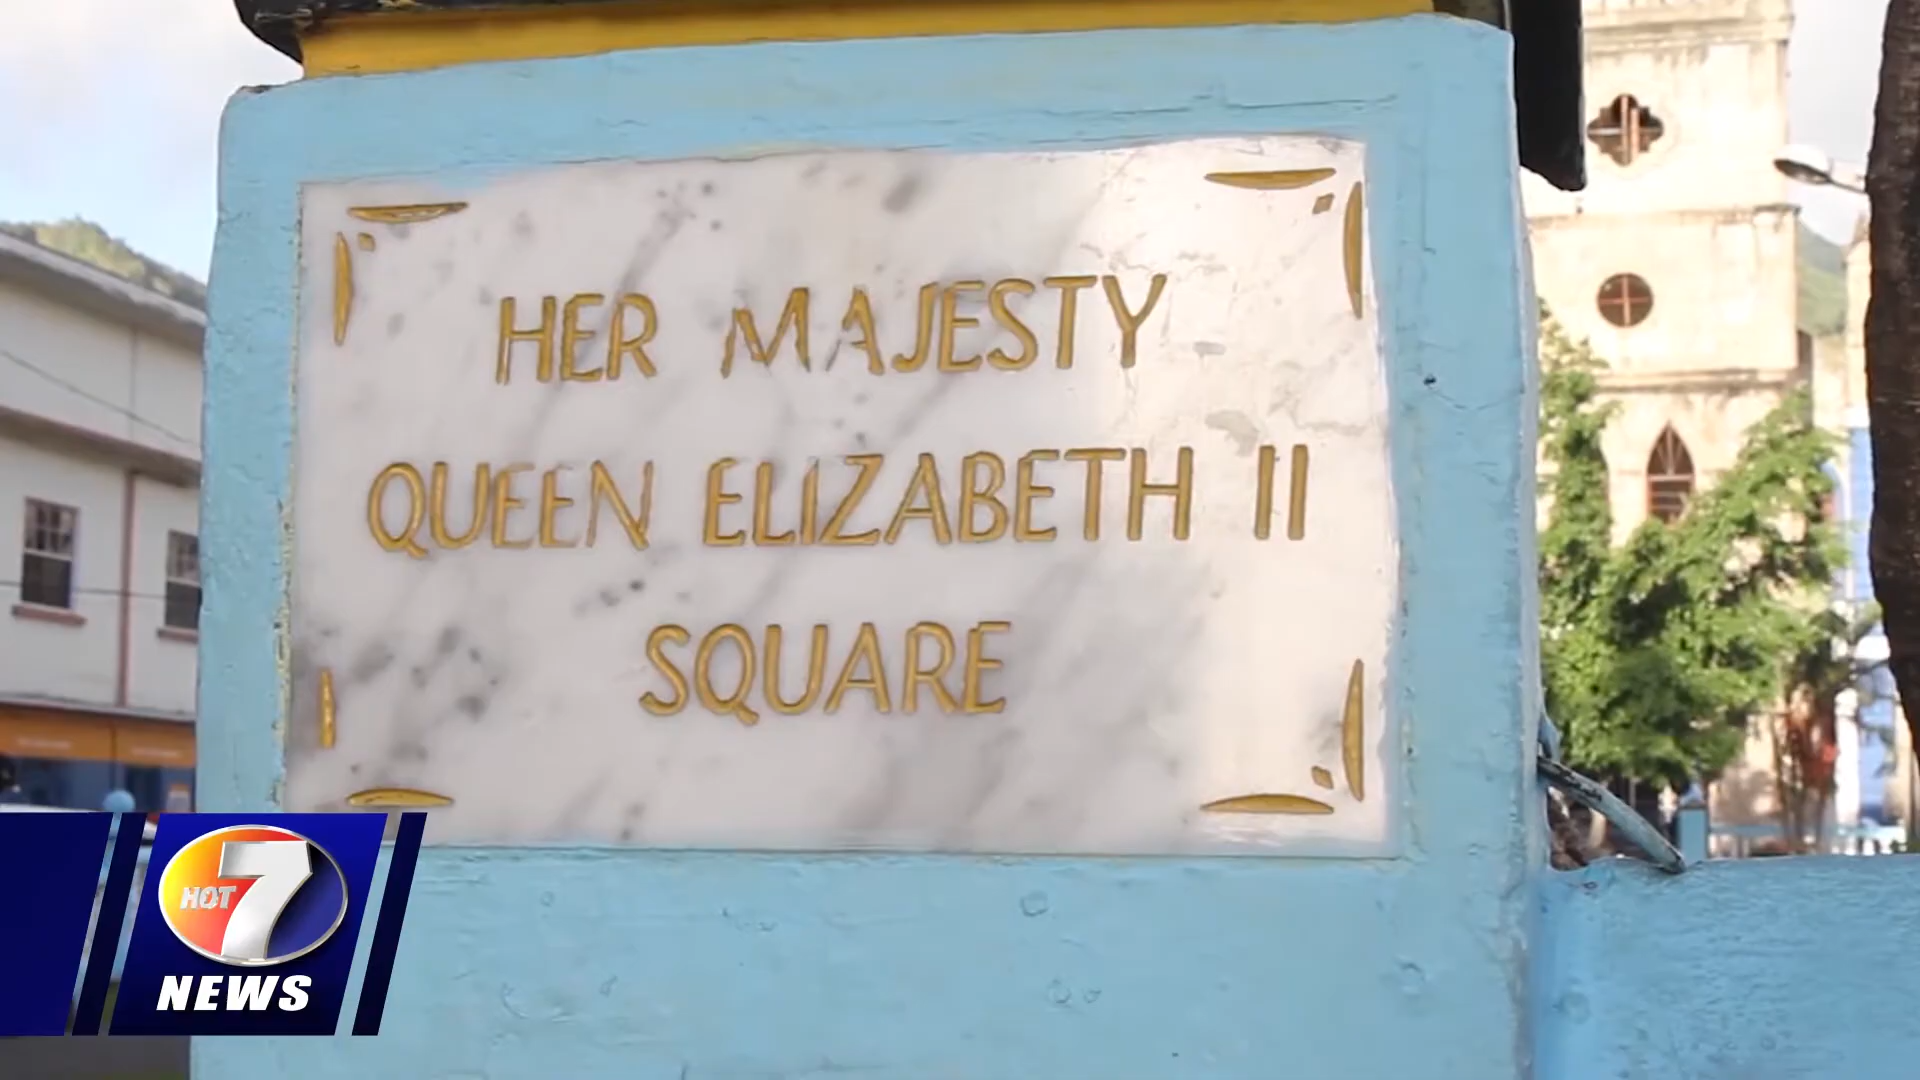 HER MAJESTY
QUEEN ELIZABETH II
SQUARE
HOT 7
NEWS